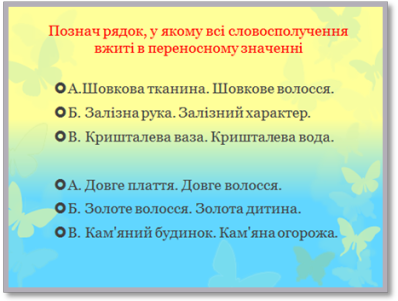 Познач рядок, у якому всі словосполучення
вжиті в переносному значенні
А.Шовкова тканина. Шовкове волосся.
Б. Залізна рука. Залізний характер.
В. Кришталева ваза. Кришталева вода.
А. Довге плаття. Довге волосся.
Б. Золоте волосся. Золота дитина.
В. Кам'яний будинок. Кам'яна огорожа.